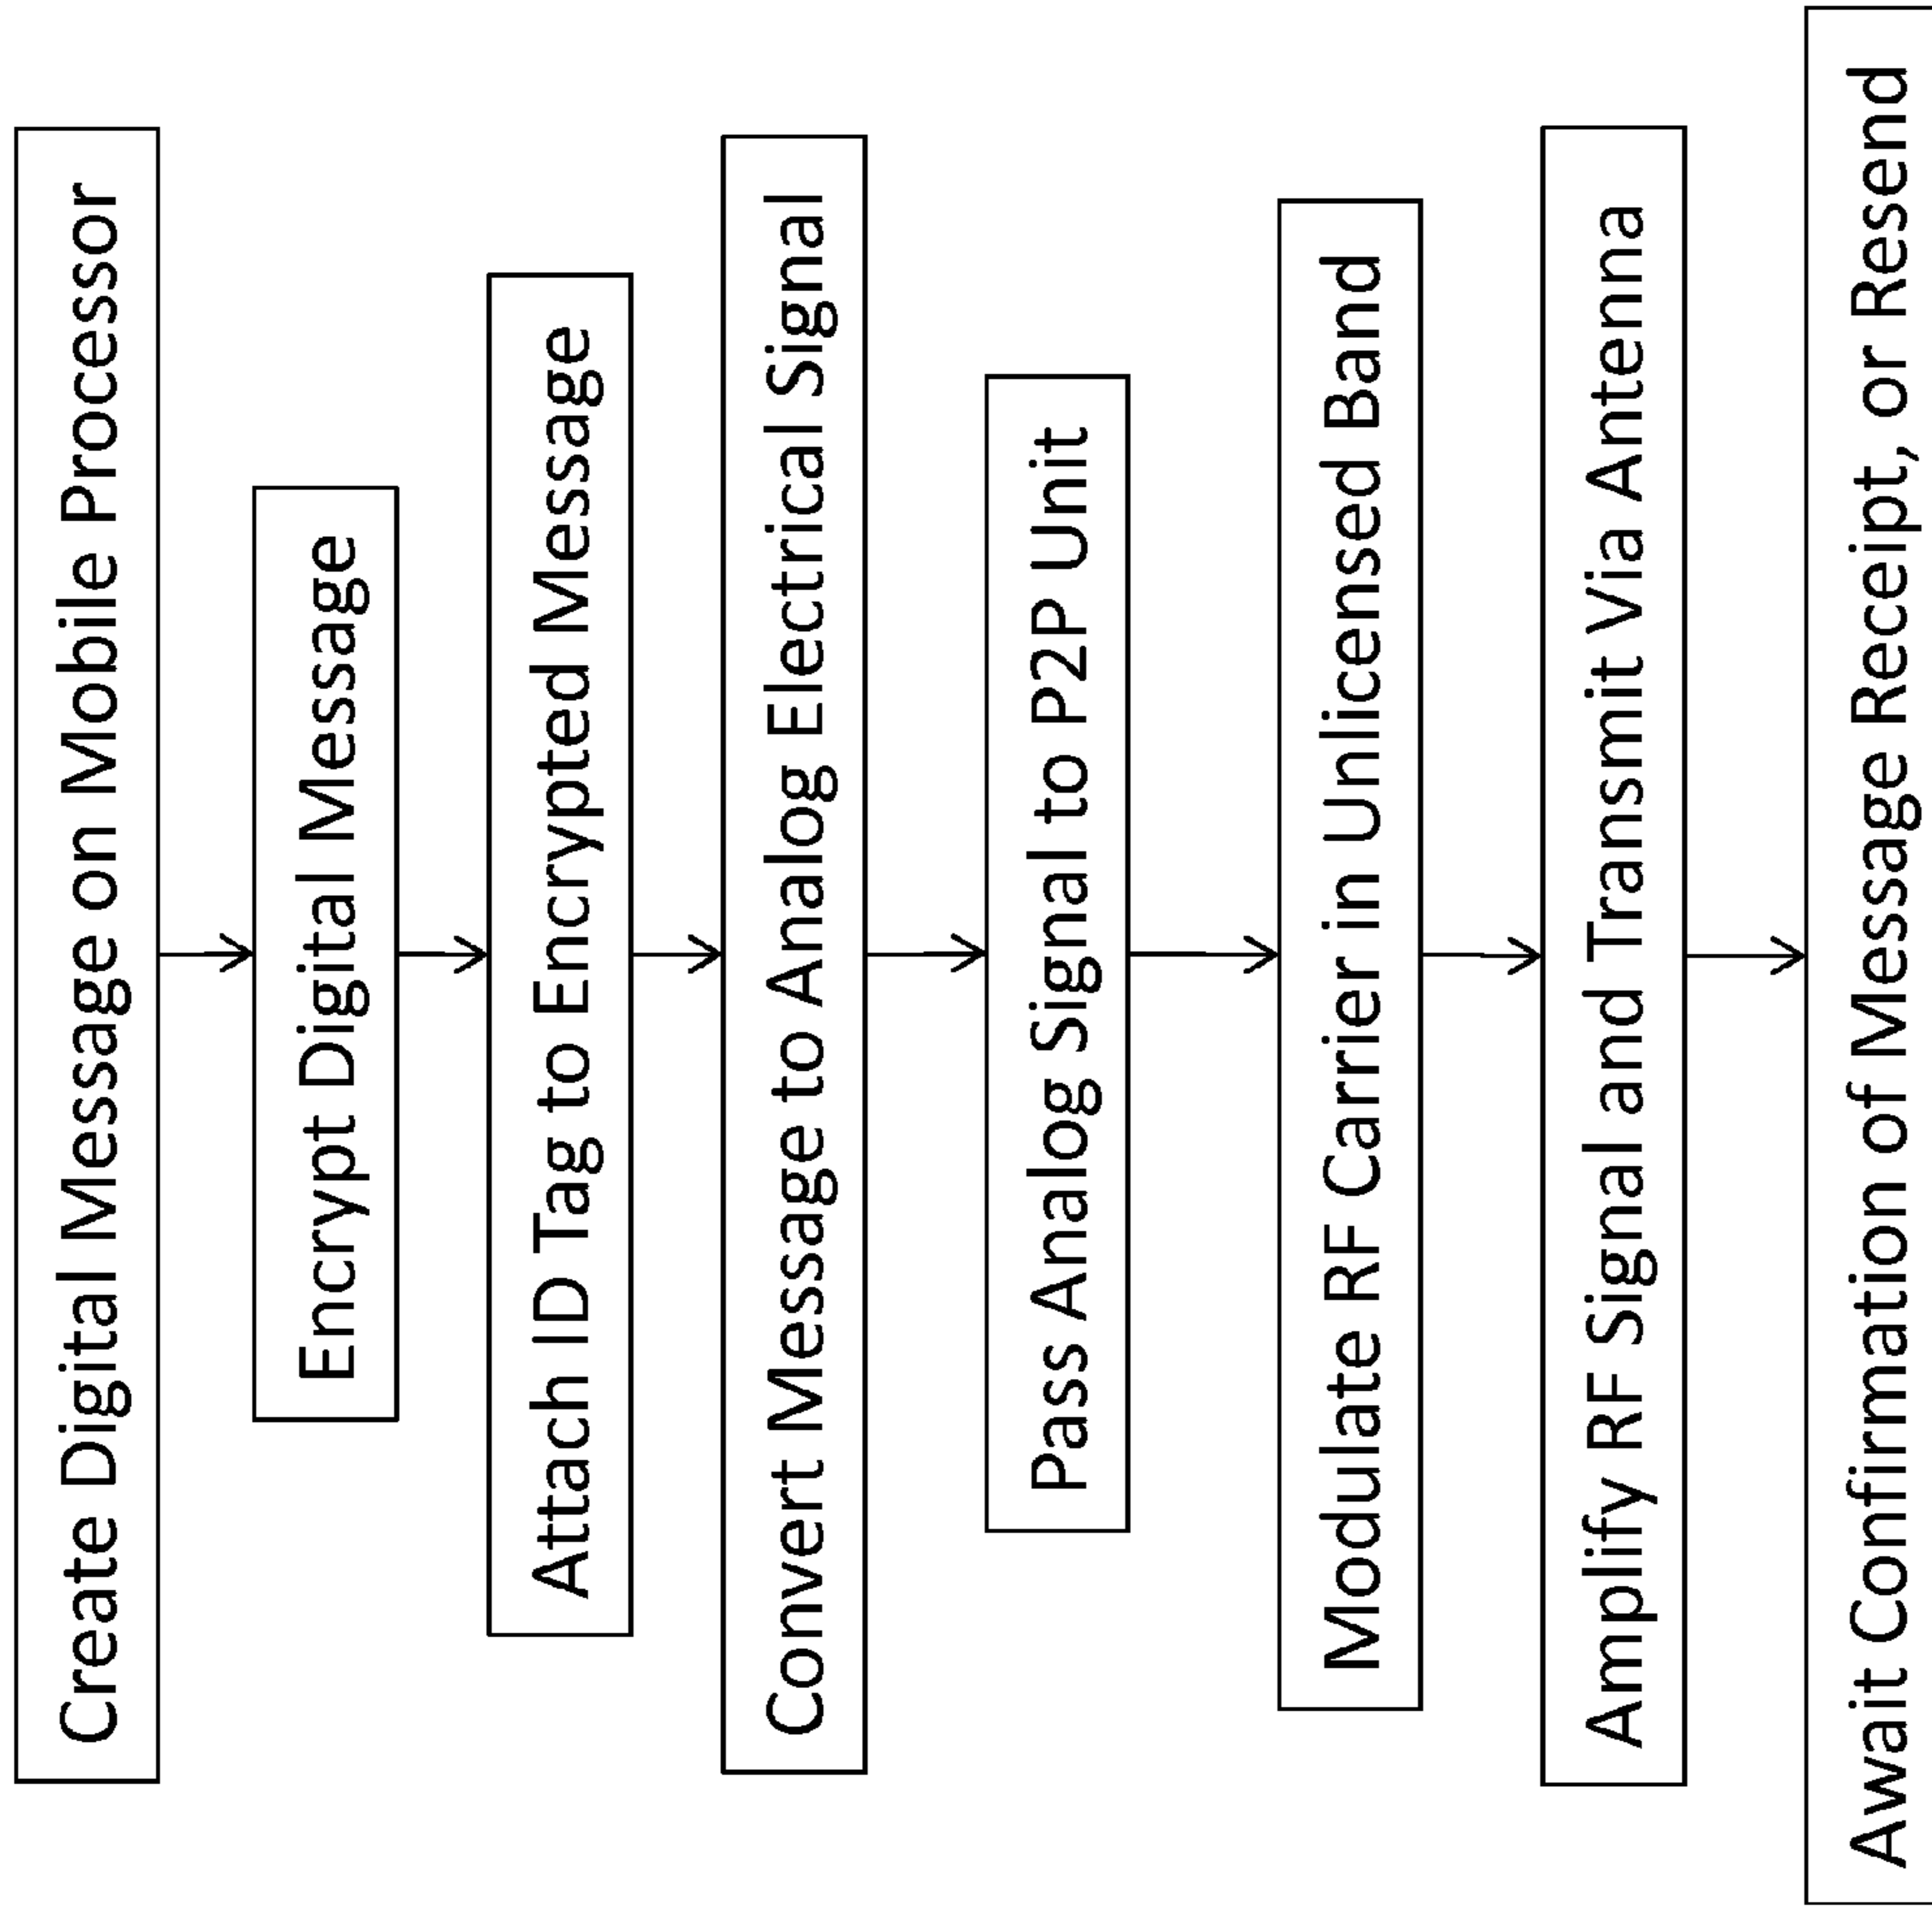 Create Digital Message on Mobile Processor
Encrypt Digital Message
Attach ID Tag to Encrypted Message
Convert Message to Analog Electrical Signal
Pass Analog Signal to P2P Unit
Modulate RF Carrier in Unlicensed Band
Amplify RF Signal and Transmit Via Antenna
Await Confirmation of Message Receipt, or Resend